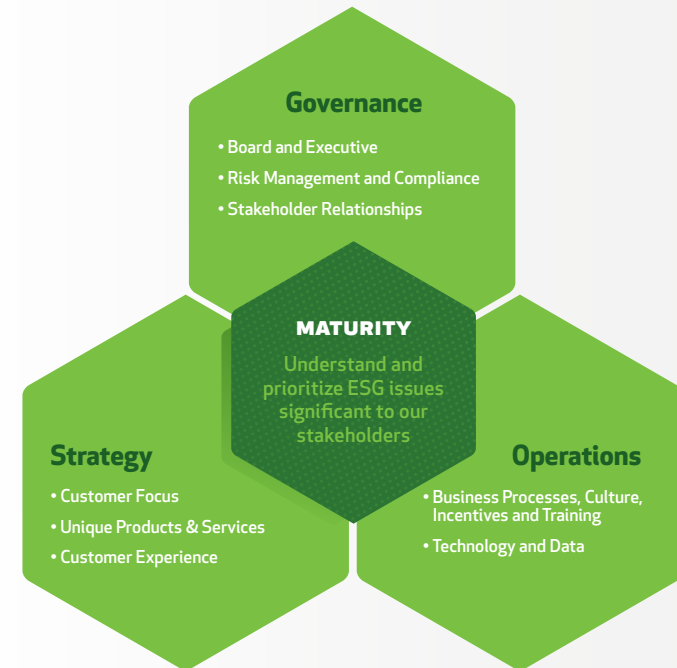 Governance
• Board and Executive
• Risk Management and Compliance
• Stakeholder Relationships
MATURITY
Understand and
prioritize ESG issues
significant to our
stakeholders
Strategy
• Customer Focus
• Unique Products & Services
• Customer Experience
Operations
• Business Processes, Culture,
Incentives and Training
• Technology and Data